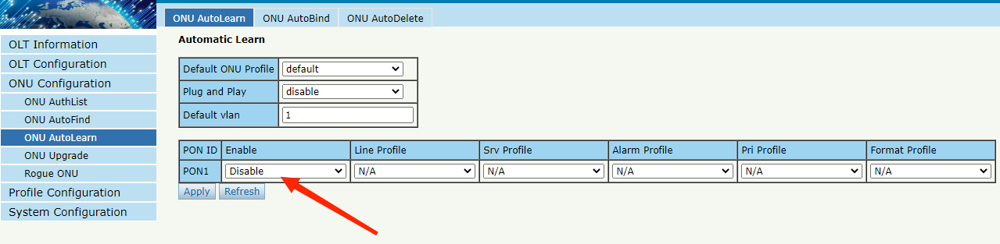 ONU AutoLearn ONU AutoBind ONU AutoDelete
OLT Information
OLT Configuration
ONU Configuration
ONU AuthList
ONU AutoFind
ONU AutoLearn
ONU Upgrade
Rogue ONU
Profile Configuration
System Configuration
Automatic Learn
Default ONU Profile default
Plug and Play disable
Default vlan 1
PON ID Enable Line Profile Srv Profile Alarm Profile Pri Profile Format Profile
PON1 Disable N/A N/A N/A N/A N/A
Apply Refresh